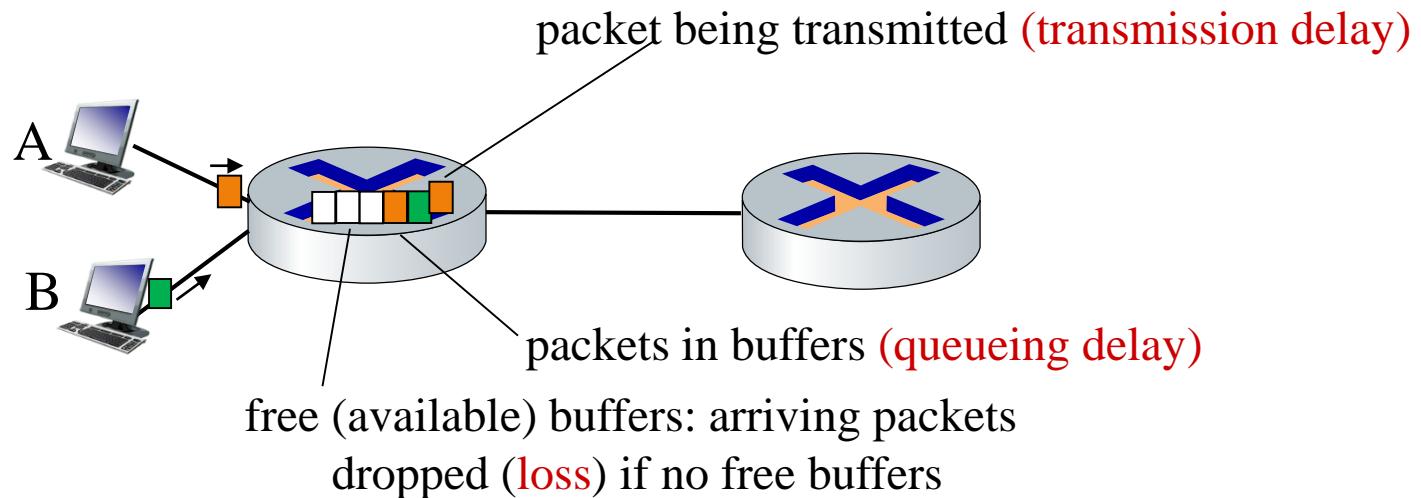 packet being transmitted (transmission delay)
A
B
packets in buffers (queueing delay)
free (available) buffers: arriving packets
dropped (loss) if no free buffers